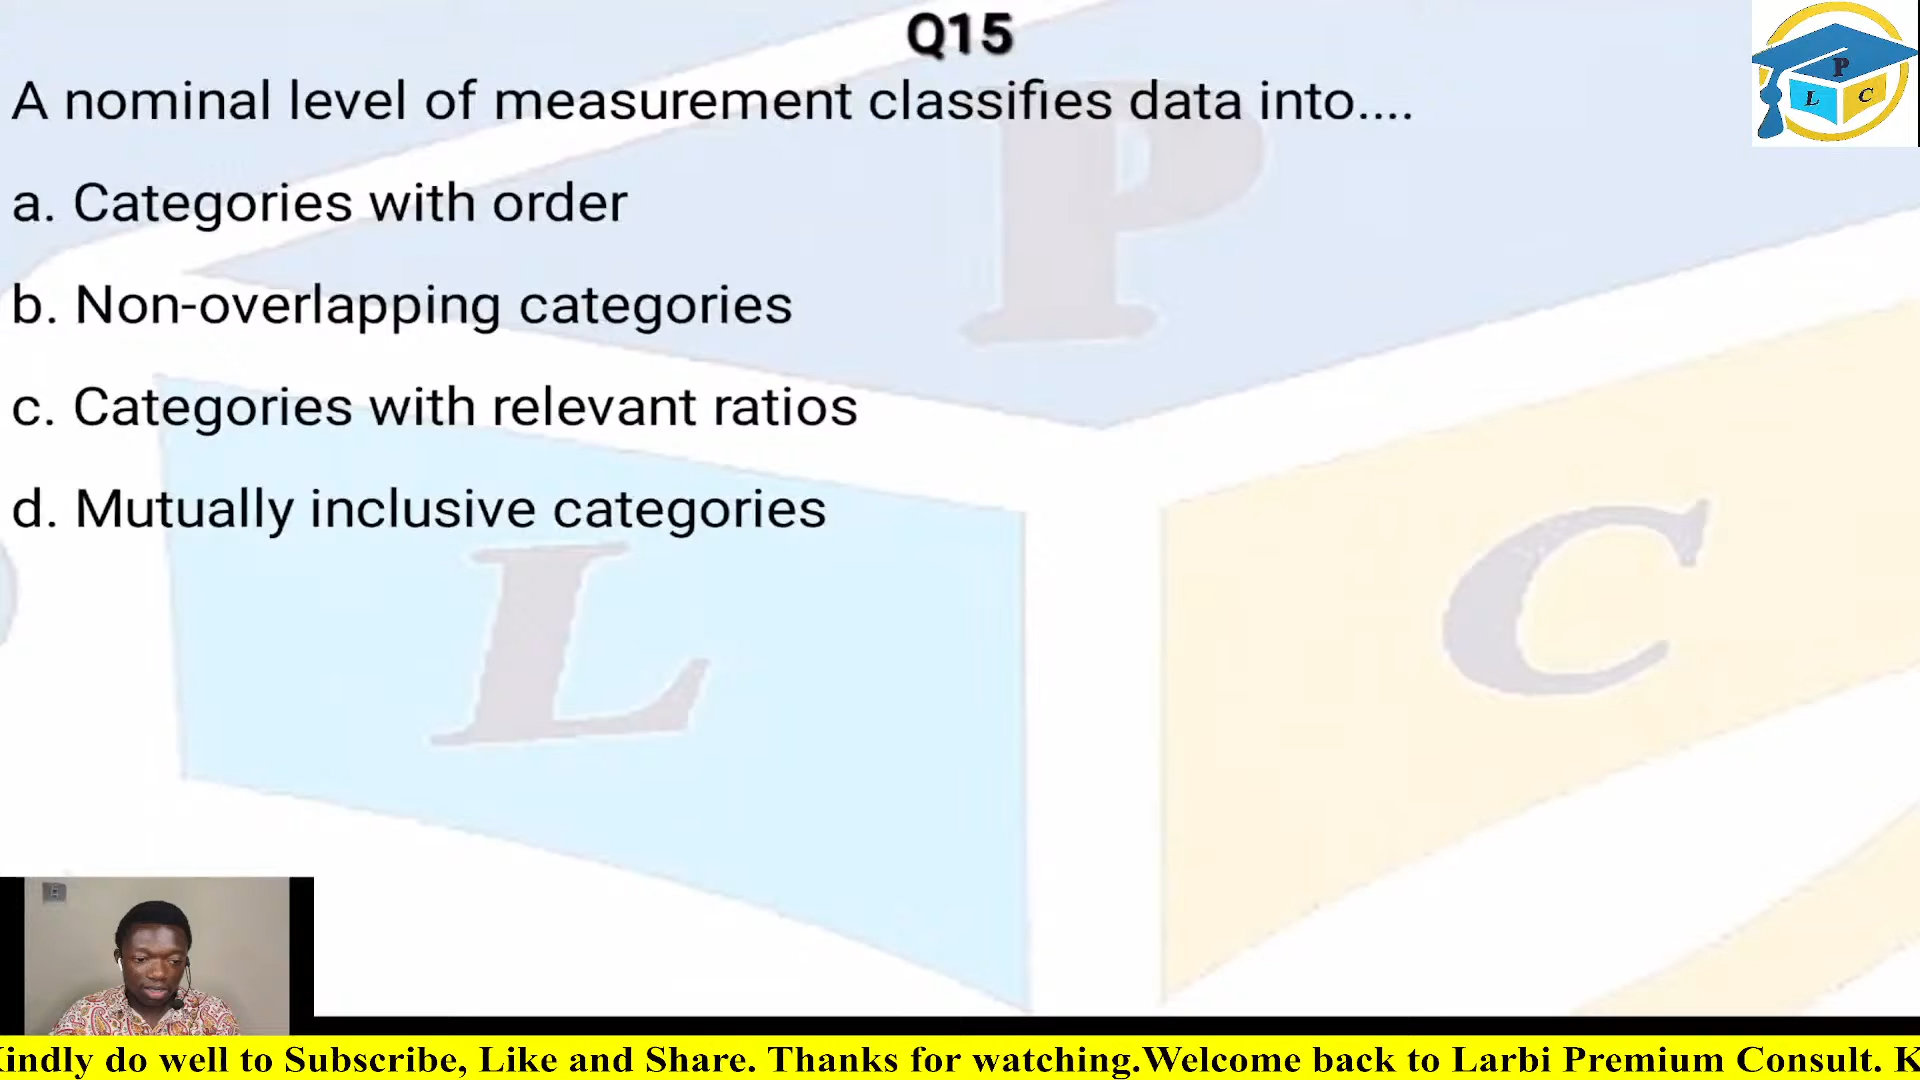 Q15
A nominal level of measurement classifies data into....
a. Categories with order
b. Non-overlapping categories
c. Categories with relevant ratios
d. Mutually inclusive categories
P
L C
P
L
C
indly do well to Subscribe, Like and Share. Thanks for watching.Welcome back to Larbi Premium Consult. K